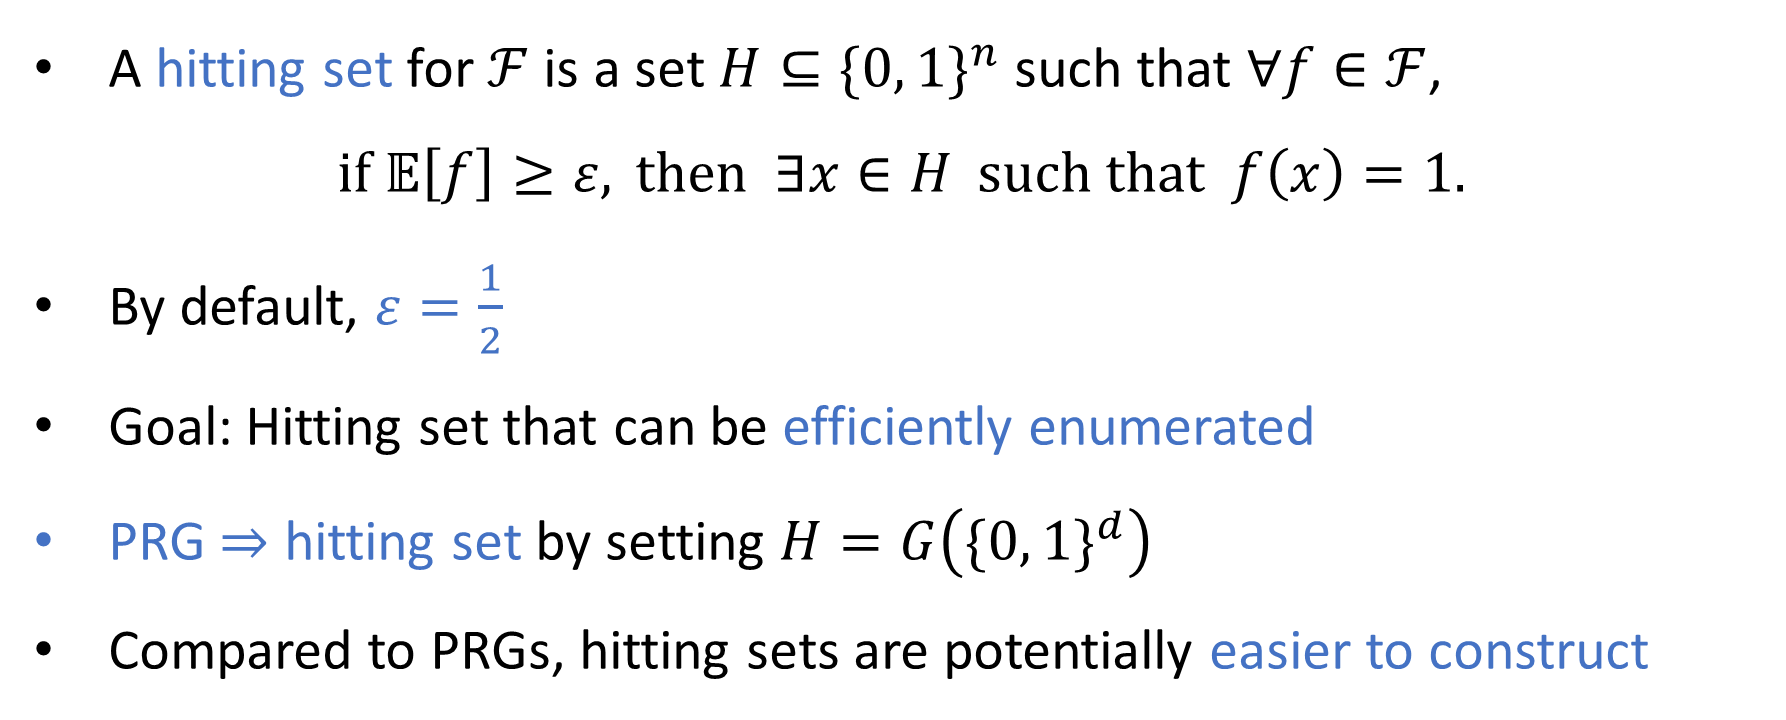 • A hitting set for ℱ is a set H ⊆ {0, 1}ⁿ such that ∀f ∈ ℱ,
if 𝔼[f] ≥ ε, then ∃x ∈ H such that f(x) = 1.
• By default, ε = 1/2
• Goal: Hitting set that can be efficiently enumerated
• PRG ⇒ hitting set by setting H = G({0, 1}ᵈ)
• Compared to PRGs, hitting sets are potentially easier to construct